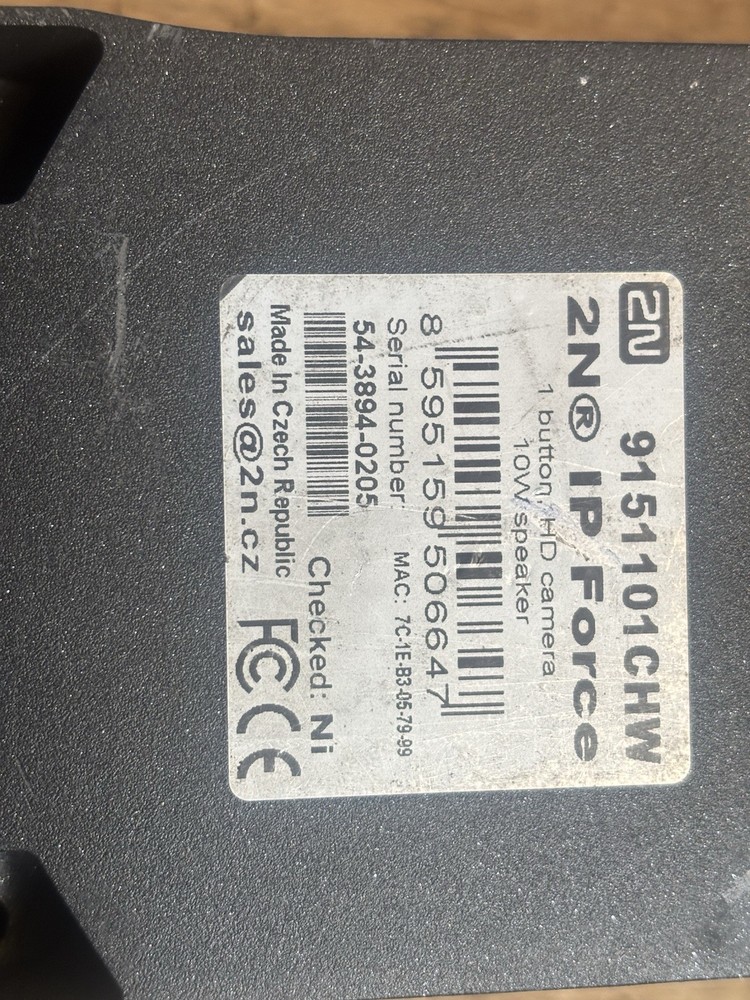 2N 9151101CHW
2N® IP Force
1 button, HD camera
10W speaker
8 595159 506647
Serial number: MAC: 7C-1E-B3-05-79-99
54-3894-0205
Checked: Ni
Made In Czech Republic
sales@2n.cz FC CE